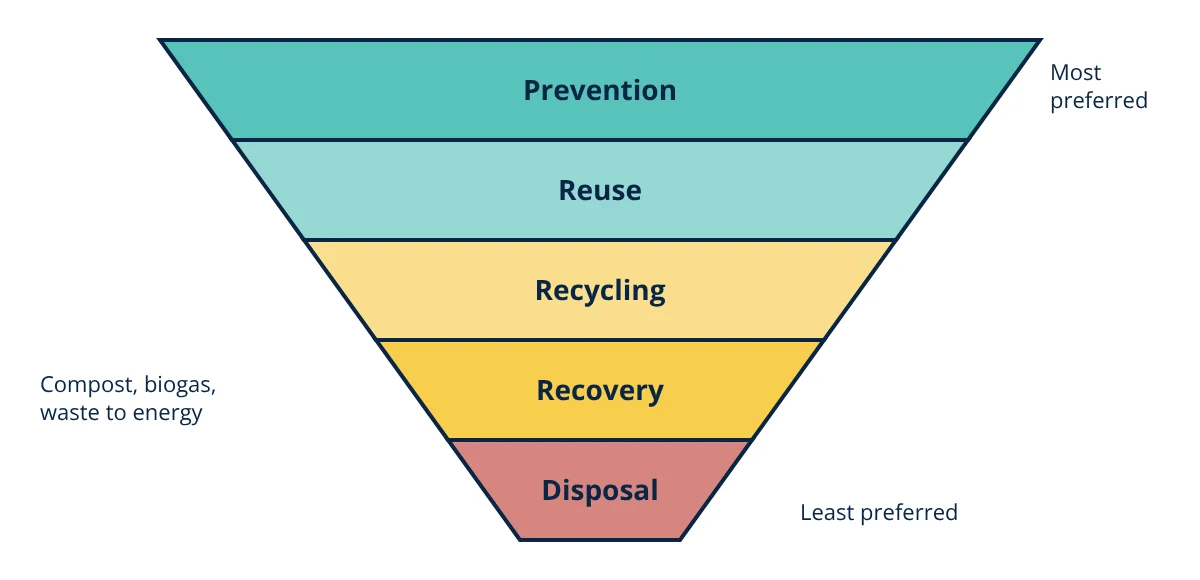 Prevention
Most
preferred
Reuse
Recycling
Compost, biogas,
waste to energy
Recovery
Disposal
Least preferred